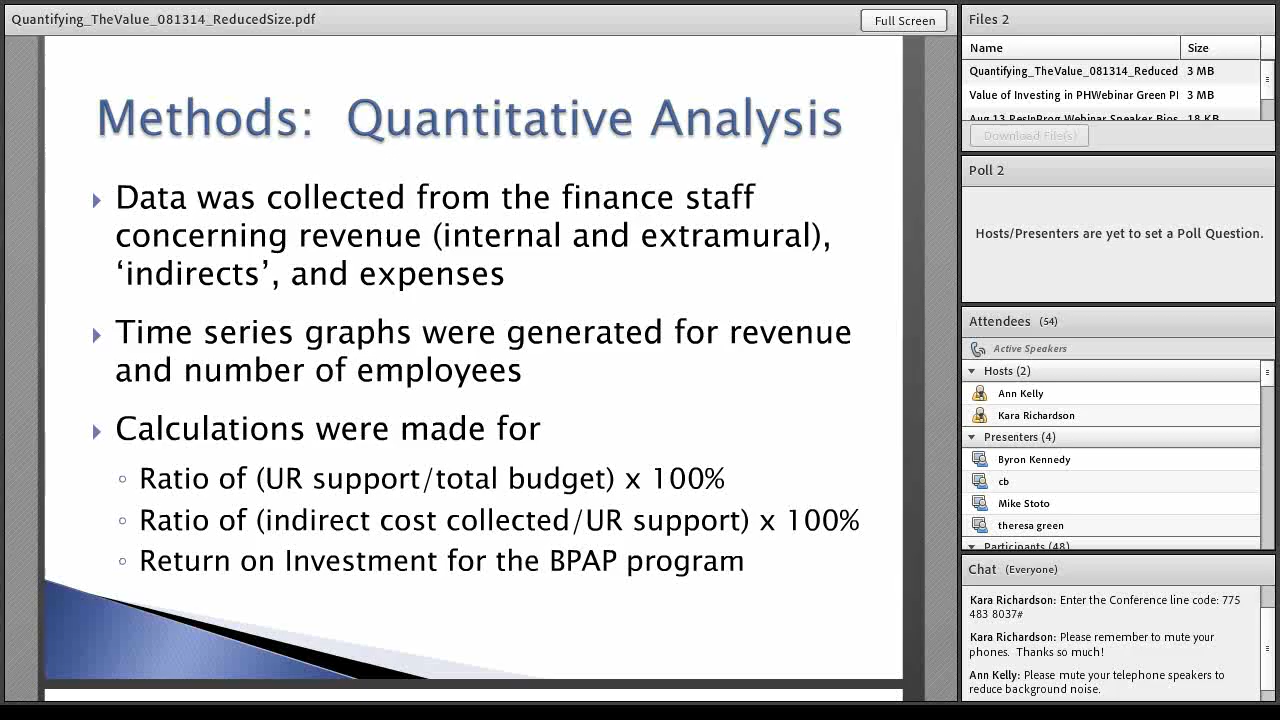 Quantifying_TheValue_081314_ReducedSize.pdf
Full Screen
Methods: Quantitative Analysis
Data was collected from the finance staff
concerning revenue (internal and extramural),
‘indirects’, and expenses
Time series graphs were generated for revenue
and number of employees
Calculations were made for
Ratio of (UR support/total budget) x 100%
Ratio of (indirect cost collected/UR support) x 100%
Return on Investment for the BPAP program
Files 2
Name Size
Quantifying_TheValue_081314_Reduced 3 MB
Value of Investing in PHWebinar Green Pl 3 MB
Aug 13 ResInProg Webinar Speaker Bios 18 KB
Download File(s)
Poll 2
Hosts/Presenters are yet to set a Poll Question.
Attendees (54)
Active Speakers
Hosts (2)
Ann Kelly
Kara Richardson
Presenters (4)
Byron Kennedy
cb
Mike Stoto
theresa green
Participants (48)
Chat (Everyone)
Kara Richardson: Enter the Conference line code: 775
483 8037#
Kara Richardson: Please remember to mute your
phones. Thanks so much!
Ann Kelly: Please mute your telephone speakers to
reduce background noise.